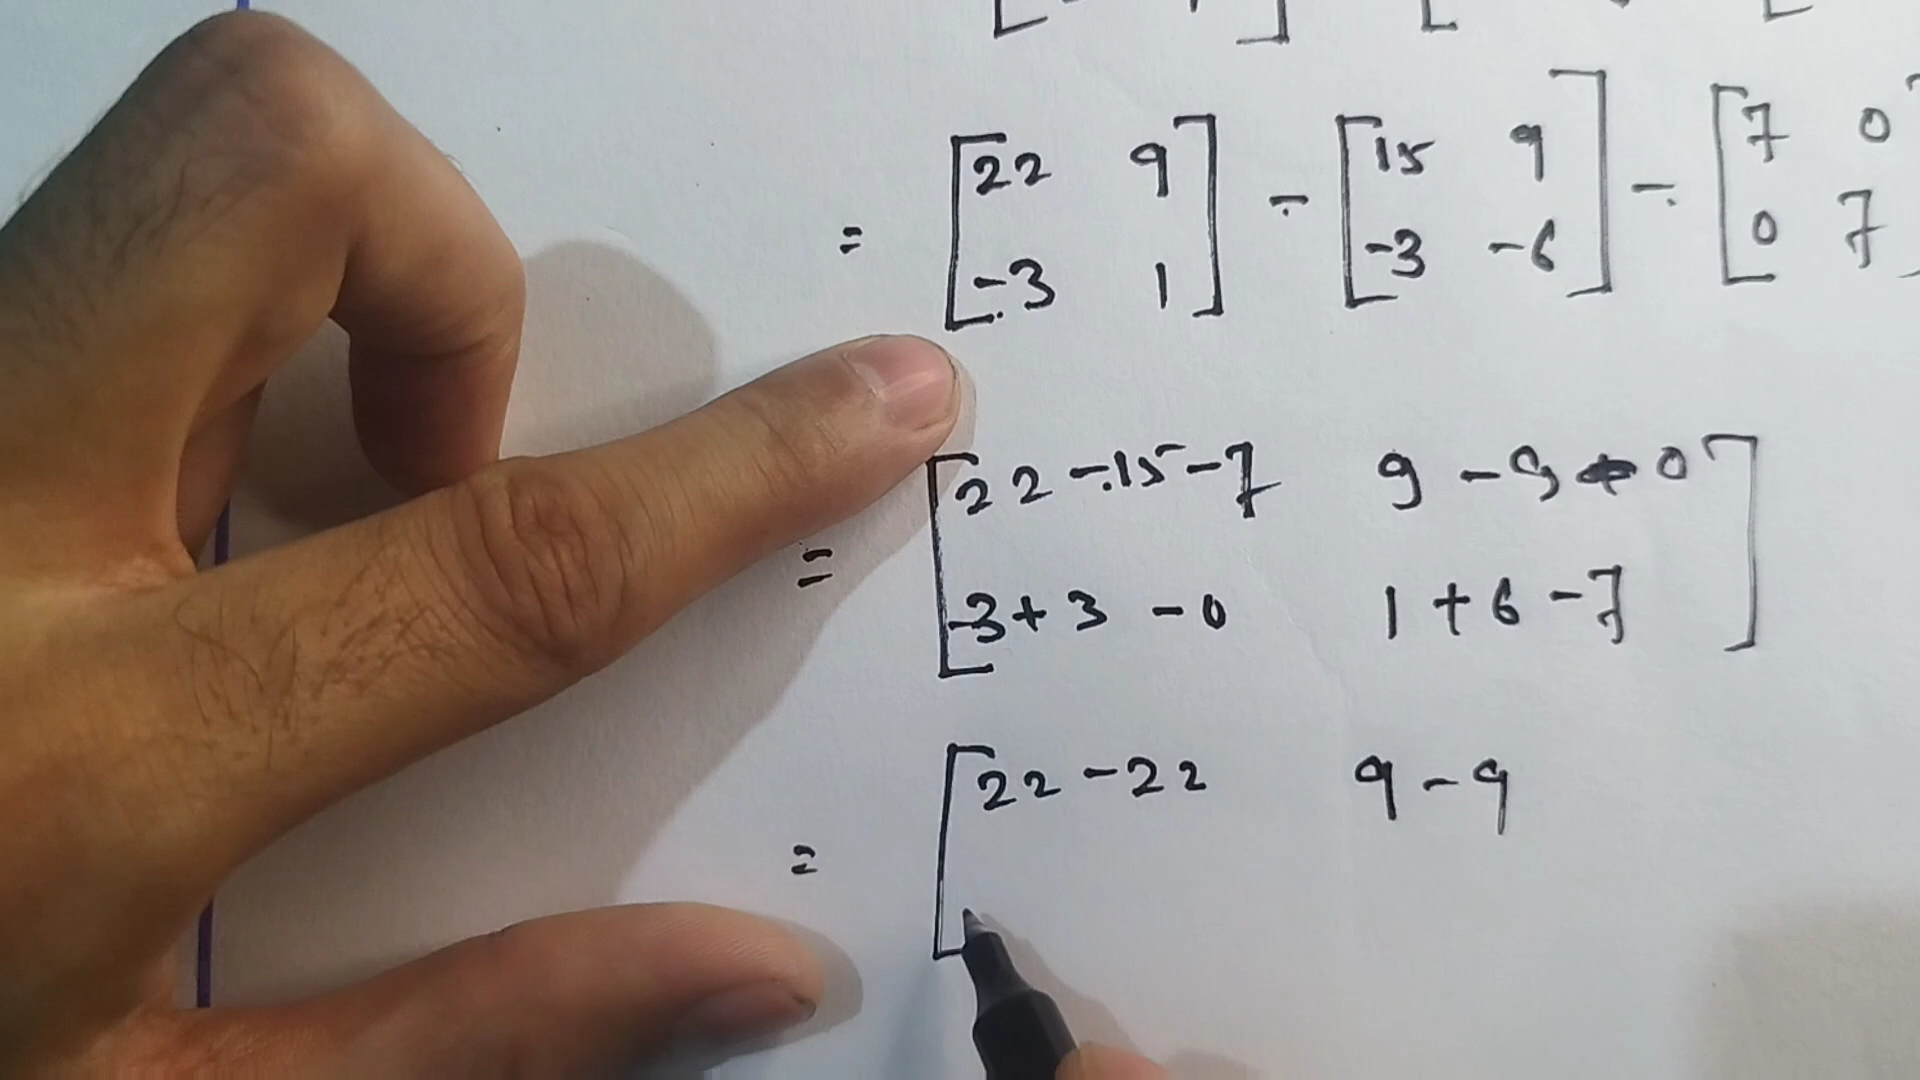 = [22 9 -3 1] - [15 9 -3 -6] - [7 0 0 7]
= [22 -15 -7 9 - 9 0
-3+3 -0 1 + 6 -7]
= [22 -22 9 - 9